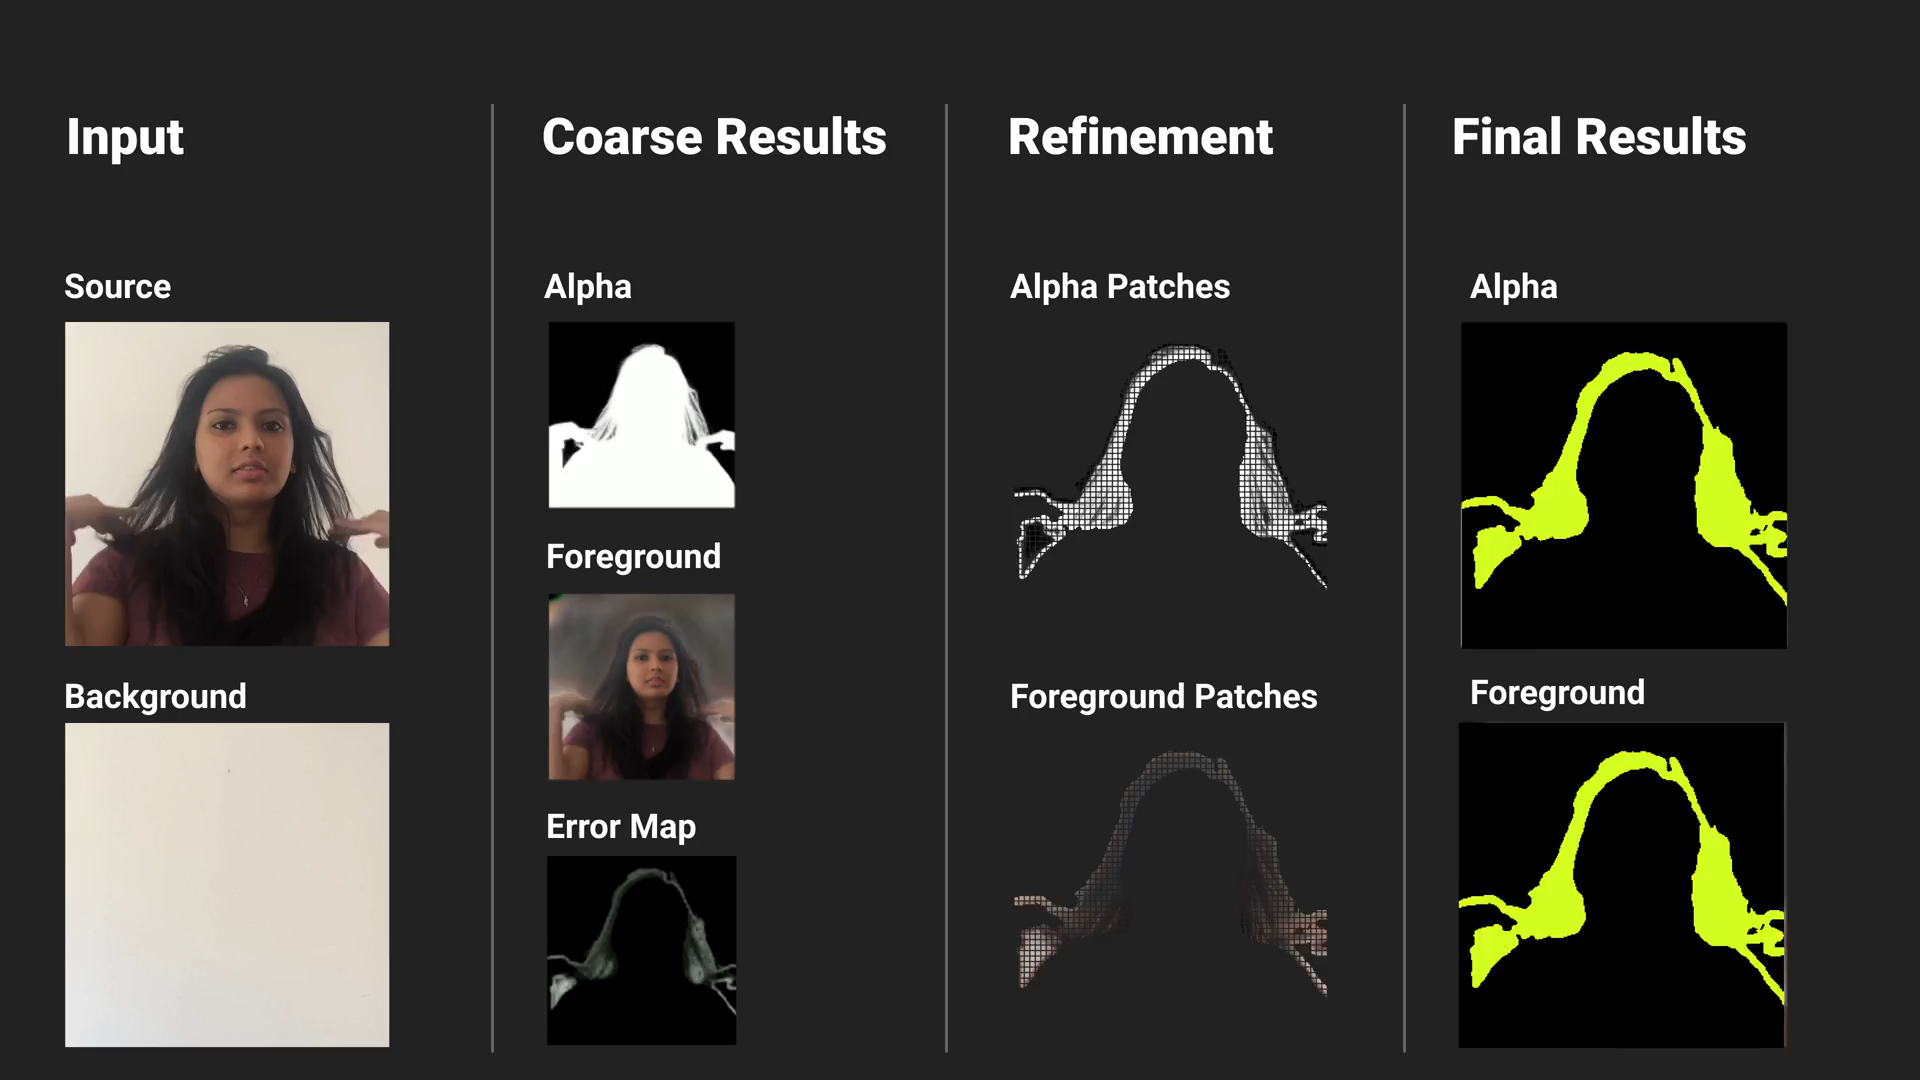 Input
Source
Background
Coarse Results
Alpha
Foreground
Error Map
Refinement
Alpha Patches
Foreground Patches
Final Results
Alpha
Foreground